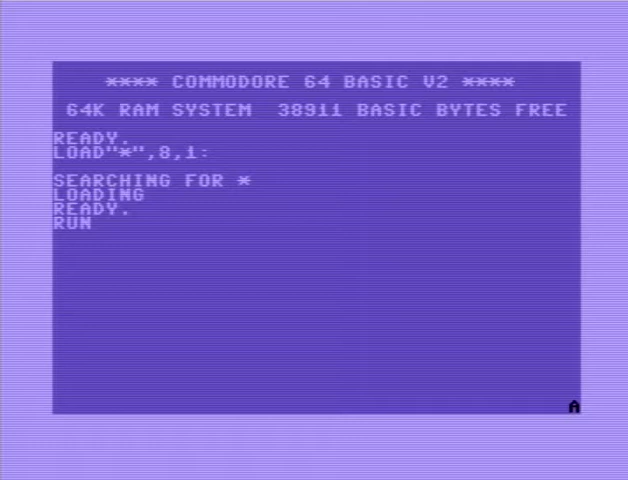 **** COMMODORE 64 BASIC V2 ****
64K RAM SYSTEM  38911 BASIC BYTES FREE
READY.
LOAD"*",8,1:
SEARCHING FOR *
LOADING
READY.
RUN
A